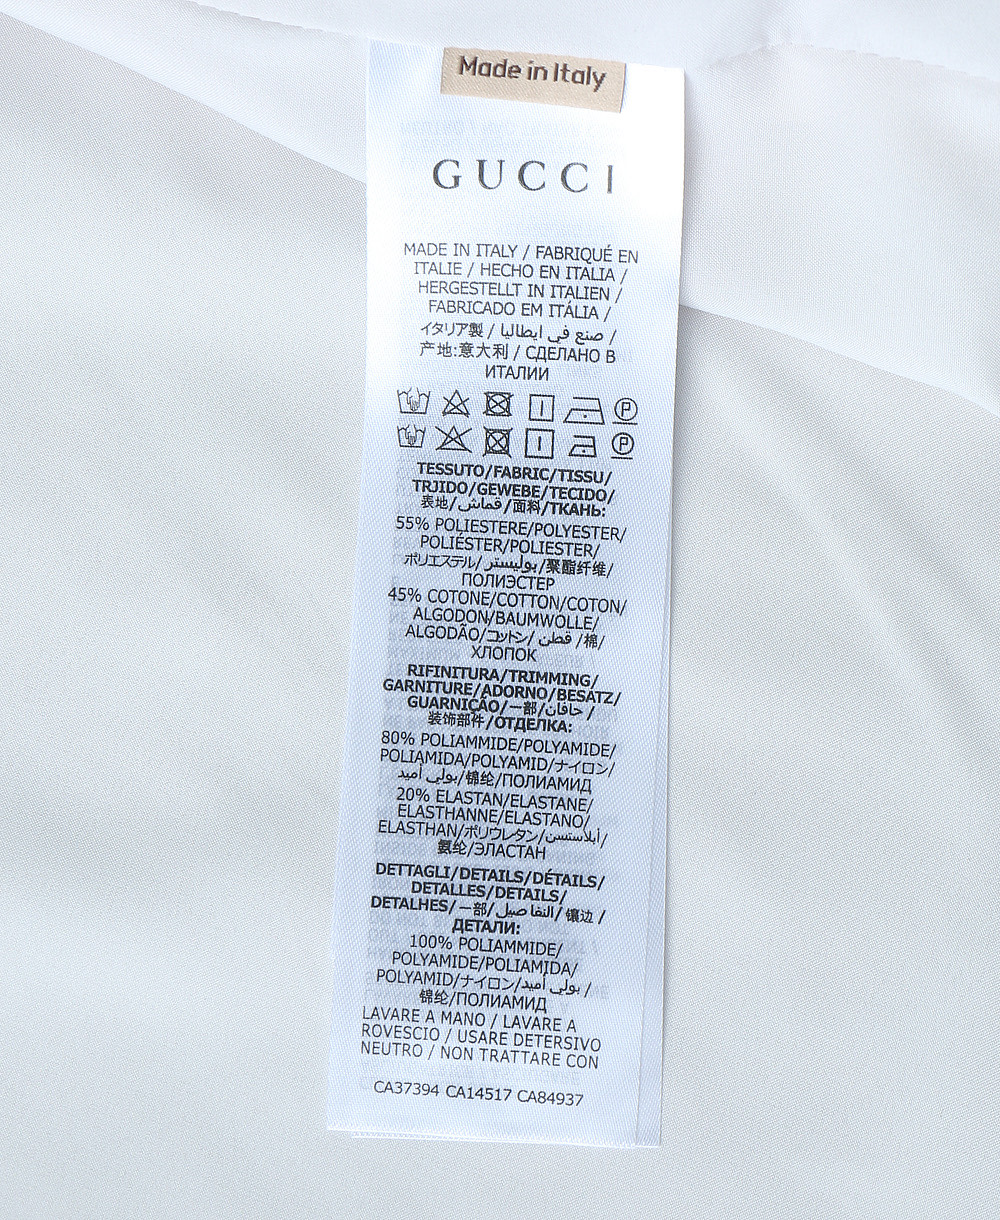 Made in Italy
GUCCI
MADE IN ITALY / FABRIQUÉ EN
ITALIE / HECHO EN ITALIA /
HERGESTELLT IN ITALIEN /
FABRICADO EM ITÁLIA /
イタリア製 / صنع في ايطاليا /
产地:意大利 / СДЕЛАНО В
ИТАЛИИ
TESSUTO/FABRIC/TISSU/
TRJIDO/GEWEBE/TECIDO/
表地/قماش/面料/ТКАНЬ:
55% POLIESTERE/POLYESTER/
POLIÉSTER/POLIESTER/
ポリエステル/بوليستر/聚酯纤维/
ПОЛИЭСТЕР
45% COTONE/COTTON/COTON/
ALGODON/BAUMWOLLE/
ALGODÃO/コットン/ قطن /棉/
ХЛОПОК
RIFINITURA/TRIMMING/
GARNITURE/ADORNO/BESATZ/
GUARNIÇÃO/一部/حافان /
装饰部件/ОТДЕЛКА:
80% POLIAMMIDE/POLYAMIDE/
POLIAMIDA/POLYAMID/ナイロン/
بولي أميد/锦纶/ПОЛИАМИД
20% ELASTAN/ELASTANE/
ELASTHANNE/ELASTANO/
ELASTHAN/ポリウレタン/أبلاستسن/
氨纶/ЭЛАСТАН
DETTAGLI/DETAILS/DÉTAILS/
DETALLES/DETAILS/
DETALHES/一部/النفاصيل/镶边 /
ДЕТАЛИ:
100% POLIAMMIDE/
POLYAMIDE/POLIAMIDA/
POLYAMID/ナイロン/بولي أميد /
锦纶/ПОЛИАМИД
LAVARE A MANO / LAVARE A
ROVESCIO / USARE DETERSIVO
NEUTRO / NON TRATTARE CON
CA37394 CA14517 CA84937